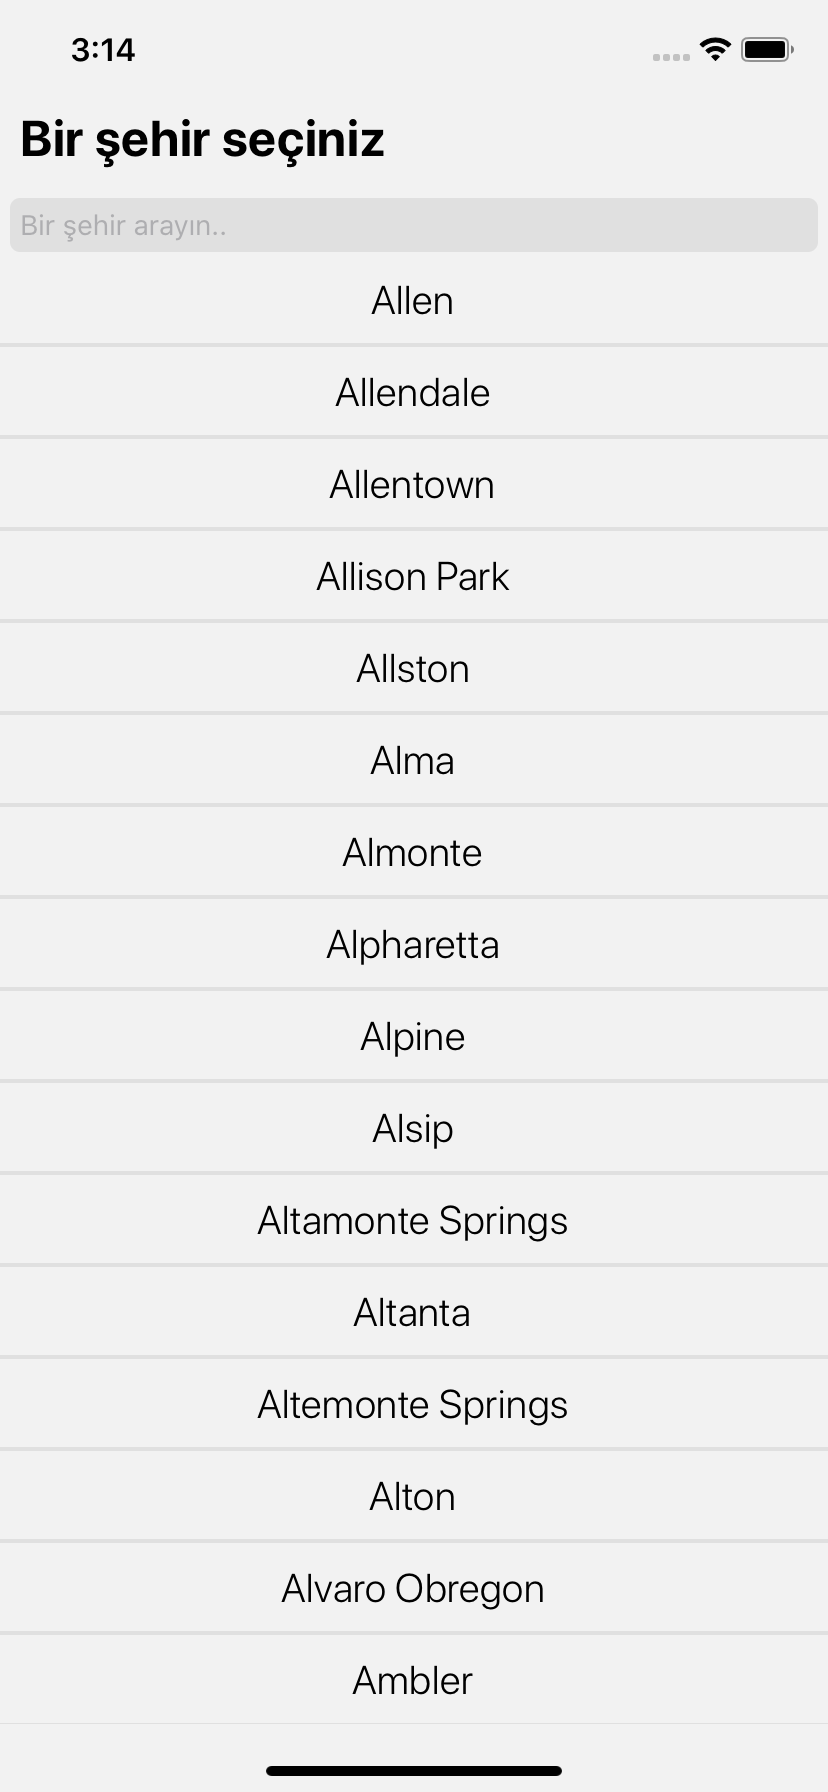 3:14
Bir şehir seçiniz
Bir şehir arayın..
Allen
Allendale
Allentown
Allison Park
Allston
Alma
Almonte
Alpharetta
Alpine
Alsip
Altamonte Springs
Altanta
Altemonte Springs
Alton
Alvaro Obregon
Ambler